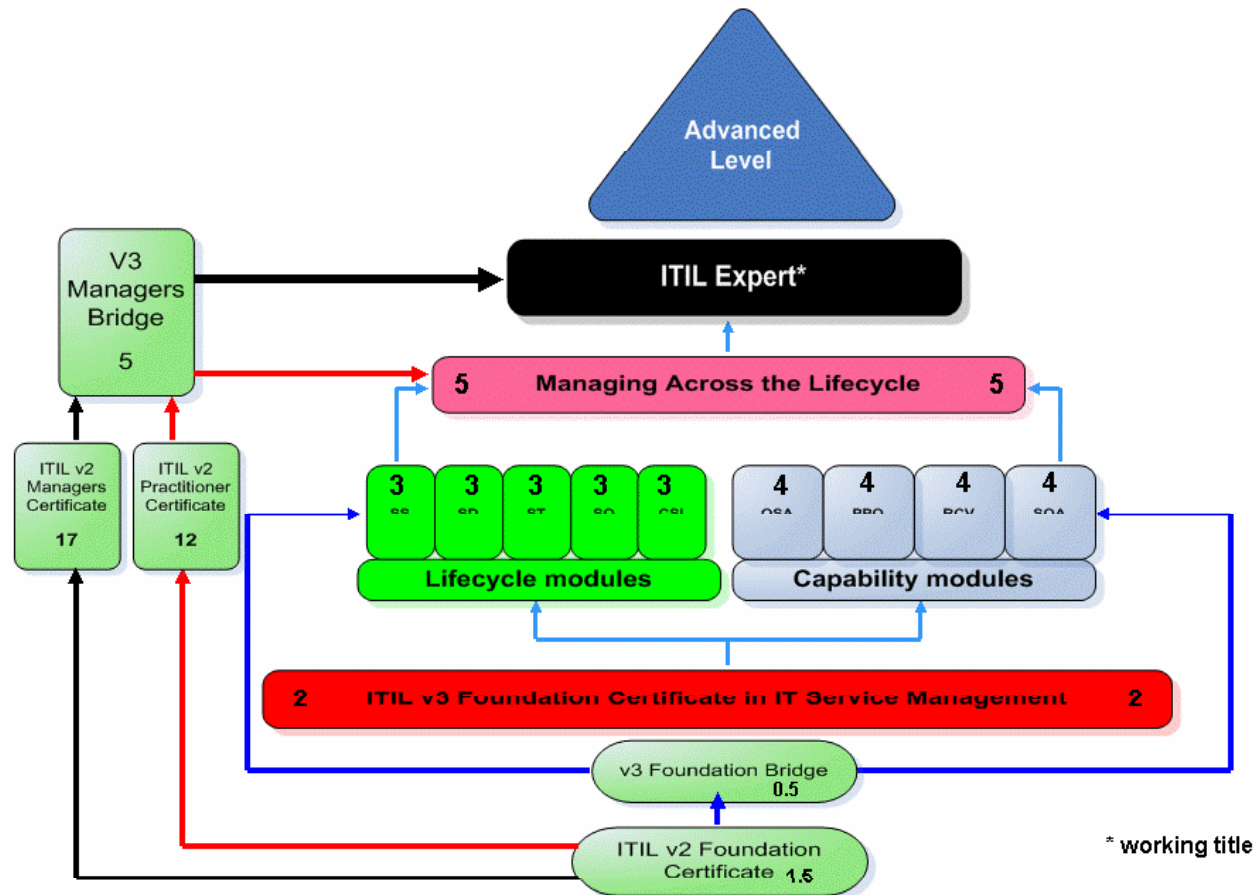 Advanced
Level
ITIL Expert*
V3
Managers
Bridge
5
5 Managing Across the Lifecycle 5
ITIL v2
Managers
Certificate
17
ITIL v2
Practitioner
Certificate
12
3 3 3 3 3
SS SD ST SO CSI
Lifecycle modules
4 4 4 4
OSA PPO RCV SOA
Capability modules
2 ITIL v3 Foundation Certificate in IT Service Management 2
v3 Foundation Bridge
0.5
ITIL v2 Foundation
Certificate 1.5
* working title